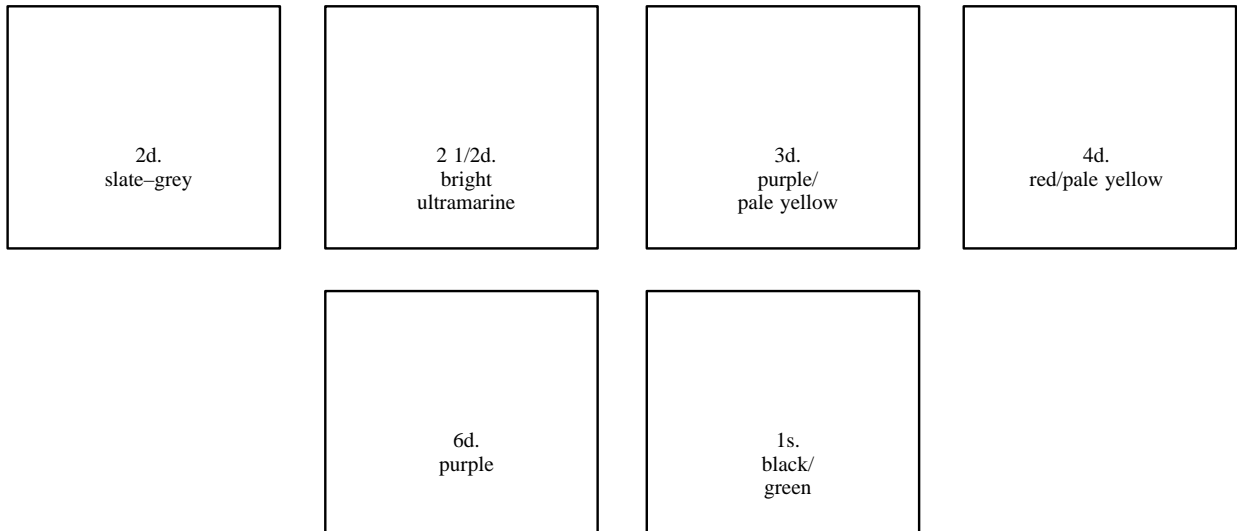 2d.
slate–grey
2 1/2d.
bright
ultramarine
3d.
purple/
pale yellow
4d.
red/pale yellow
6d.
purple
1s.
black/
green